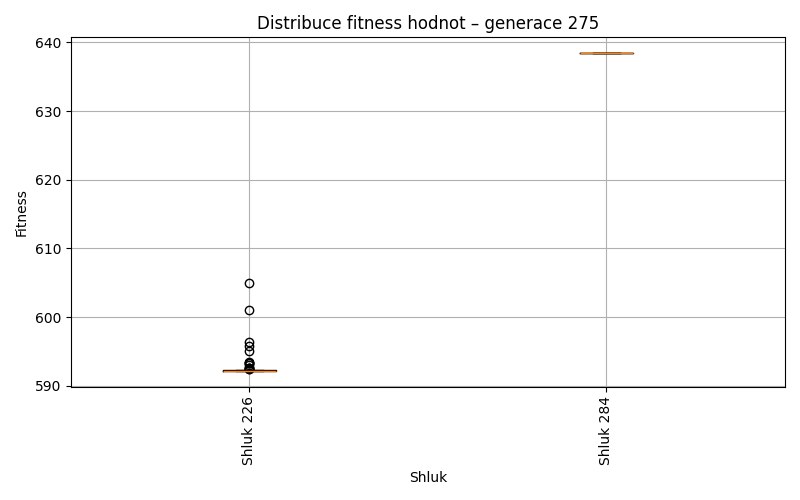 Distribuce fitness hodnot – generace 275
Fitness
640
630
620
610
600
590
Shluk 226
Shluk 284
Shluk